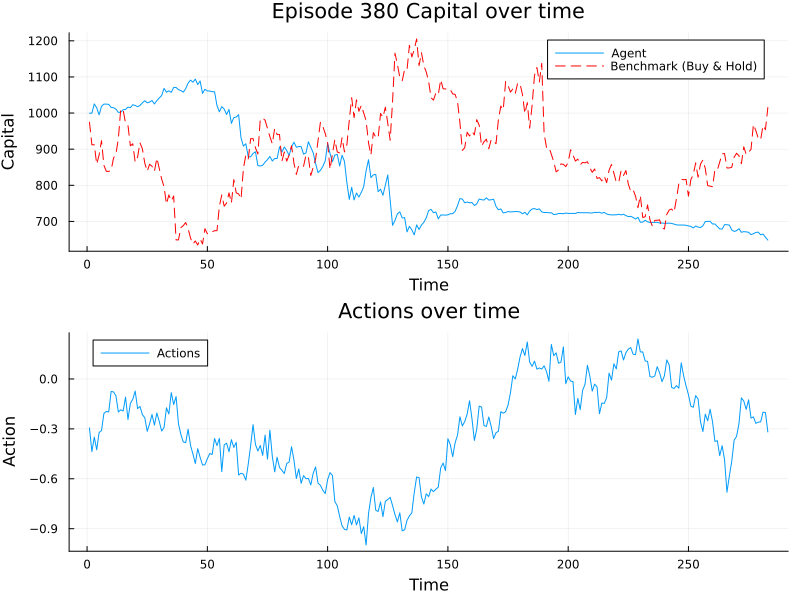 Episode 380 Capital over time
Capital
1200
1100
1000
900
800
700
Agent
Benchmark (Buy & Hold)
0
50
100
150
200
250
Time
Actions over time
Action
0.0
−0.3
−0.6
−0.9
Actions
0
50
100
150
200
250
Time